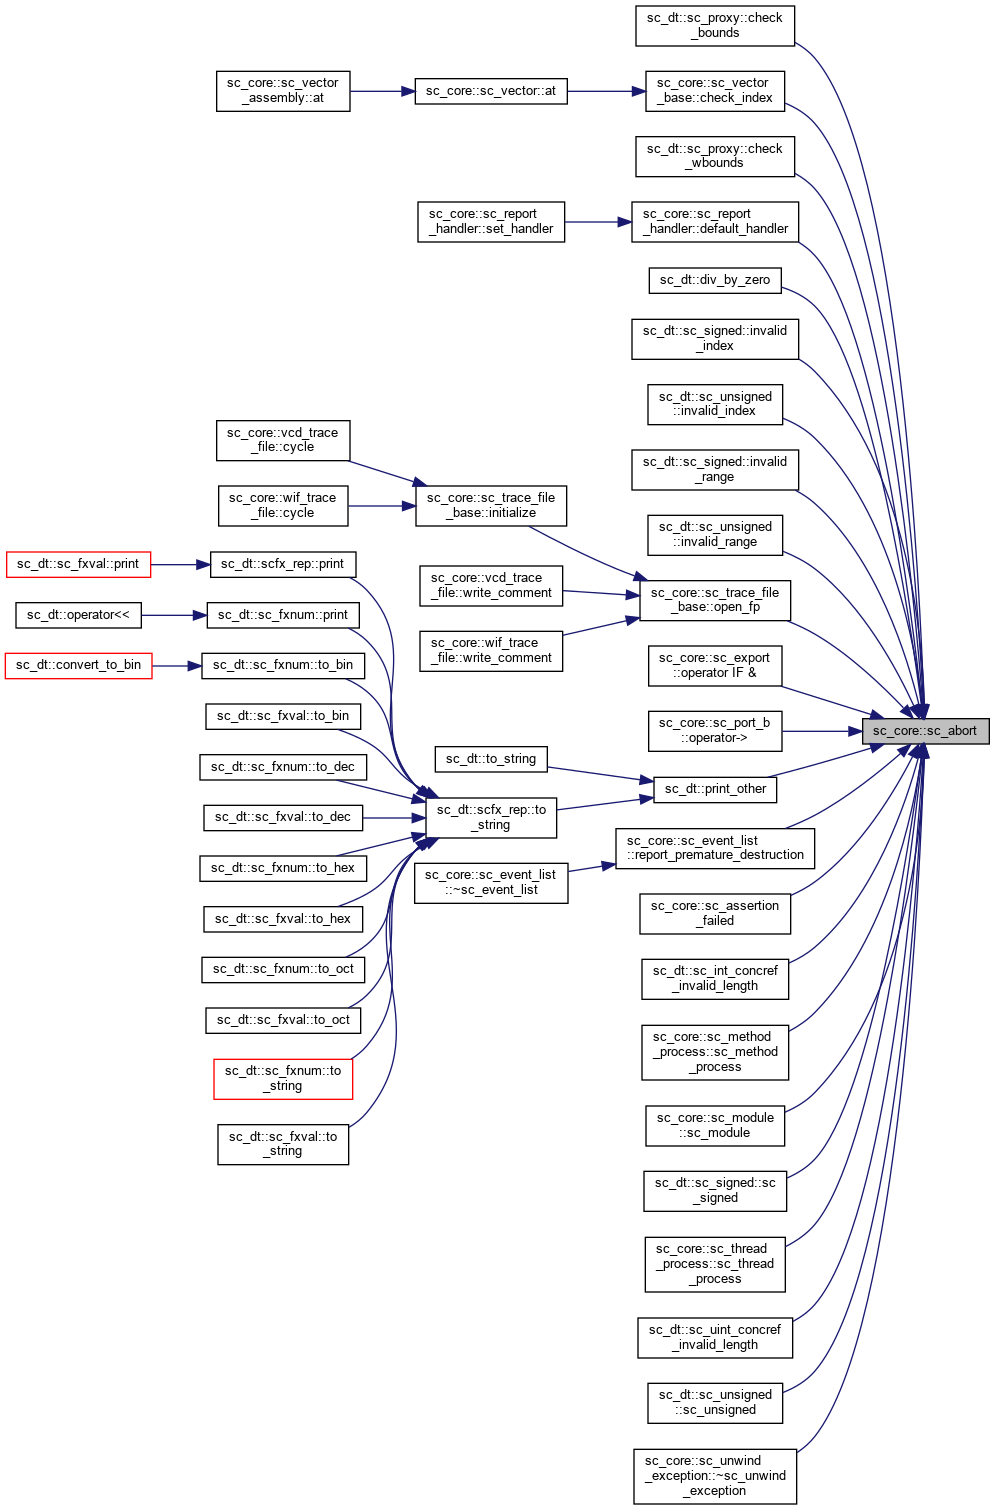 sc_dt::sc_proxy::check
_bounds
sc_core::sc_vector
_assembly::at
sc_core::sc_vector::at
sc_core::sc_vector
_base::check_index
sc_dt::sc_proxy::check
_wbounds
sc_core::sc_report
_handler::set_handler
sc_core::sc_report
_handler::default_handler
sc_dt::div_by_zero
sc_dt::sc_signed::invalid
_index
sc_dt::sc_unsigned
::invalid_index
sc_core::vcd_trace
_file::cycle
sc_dt::sc_signed::invalid
_range
sc_core::wif_trace
_file::cycle
sc_core::sc_trace_file
_base::initialize
sc_dt::sc_unsigned
::invalid_range
sc_dt::sc_fxval::print
sc_dt::scfx_rep::print
sc_core::vcd_trace
_file::write_comment
sc_core::sc_trace_file
_base::open_fp
sc_dt::operator<<
sc_dt::sc_fxnum::print
sc_core::wif_trace
_file::write_comment
sc_dt::convert_to_bin
sc_dt::sc_fxnum::to_bin
sc_core::sc_export
::operator IF &
sc_dt::sc_fxval::to_bin
sc_core::sc_port_b
::operator->
sc_core::sc_abort
sc_dt::sc_fxnum::to_dec
sc_dt::to_string
sc_dt::print_other
sc_dt::sc_fxval::to_dec
sc_dt::scfx_rep::to
_string
sc_core::sc_event_list
::report_premature_destruction
sc_dt::sc_fxnum::to_hex
sc_core::sc_event_list
::~sc_event_list
sc_dt::sc_fxval::to_hex
sc_core::sc_assertion
_failed
sc_dt::sc_fxnum::to_oct
sc_dt::sc_int_concref
_invalid_length
sc_dt::sc_fxval::to_oct
sc_core::sc_method
_process::sc_method
_process
sc_dt::sc_fxnum::to
_string
sc_core::sc_module
::sc_module
sc_dt::sc_fxval::to
_string
sc_dt::sc_signed::sc
_signed
sc_core::sc_thread
_process::sc_thread
_process
sc_dt::sc_uint_concref
_invalid_length
sc_dt::sc_unsigned
::sc_unsigned
sc_core::sc_unwind
_exception::~sc_unwind
_exception